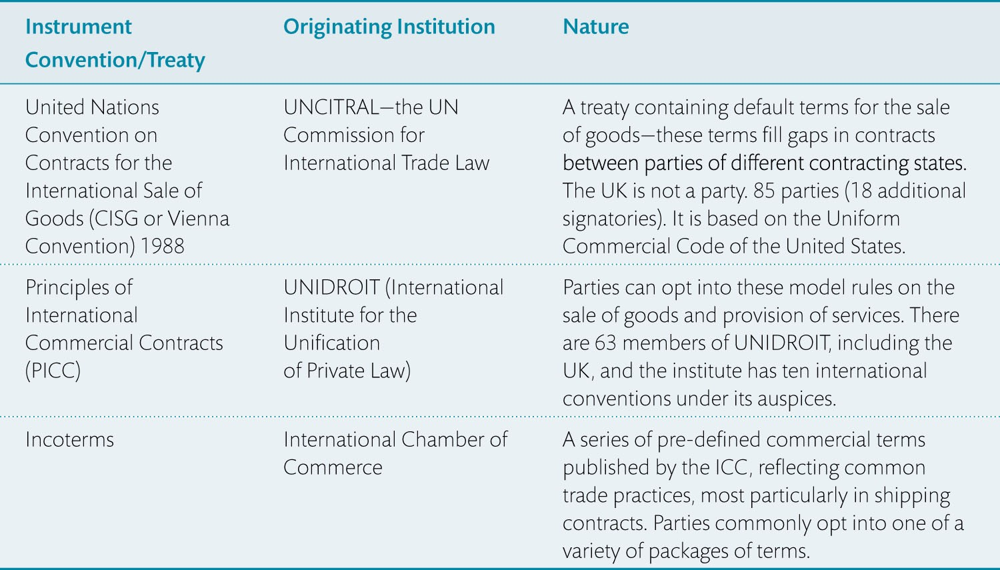 Instrument
Convention/Treaty
Originating Institution
Nature
United Nations
Convention on
Contracts for the
International Sale of
Goods (CISG or Vienna
Convention) 1988
UNCITRAL—the UN
Commission for
International Trade Law
A treaty containing default terms for the sale
of goods—these terms fill gaps in contracts
between parties of different contracting states.
The UK is not a party. 85 parties (18 additional
signatories). It is based on the Uniform
Commercial Code of the United States.
Principles of
International
Commercial Contracts
(PICC)
UNIDROIT (International
Institute for the
Unification
of Private Law)
Parties can opt into these model rules on the
sale of goods and provision of services. There
are 63 members of UNIDROIT, including the
UK, and the institute has ten international
conventions under its auspices.
Incoterms
International Chamber of
Commerce
A series of pre-defined commercial terms
published by the ICC, reflecting common
trade practices, most particularly in shipping
contracts. Parties commonly opt into one of a
variety of packages of terms.